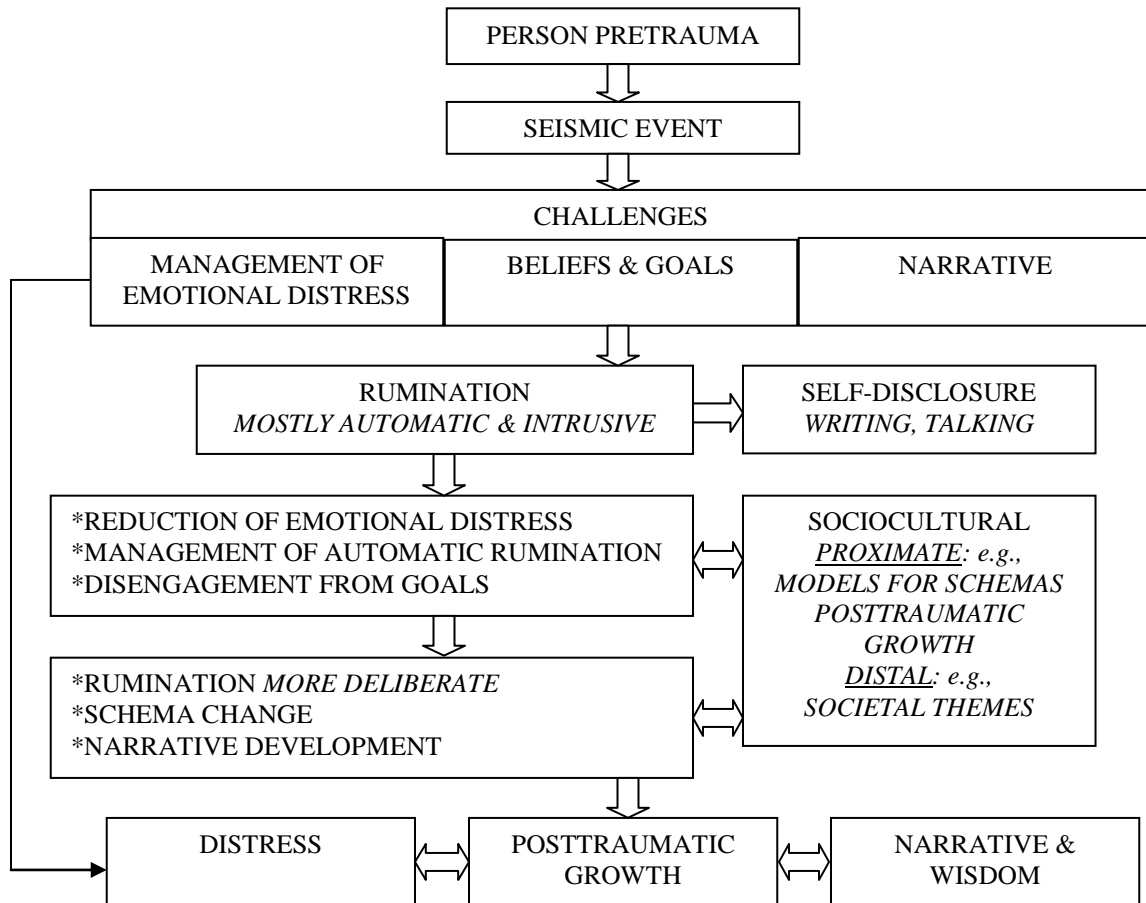 PERSON PRETRAUMA
SEISMIC EVENT
CHALLENGES
MANAGEMENT OF
EMOTIONAL DISTRESS
BELIEFS & GOALS
NARRATIVE
RUMINATION
MOSTLY AUTOMATIC & INTRUSIVE
SELF-DISCLOSURE
WRITING, TALKING
*REDUCTION OF EMOTIONAL DISTRESS
*MANAGEMENT OF AUTOMATIC RUMINATION
*DISENGAGEMENT FROM GOALS
SOCIOCULTURAL
PROXIMATE: e.g.,
MODELS FOR SCHEMAS
POSTTRAUMATIC
GROWTH
DISTAL: e.g.,
SOCIETAL THEMES
*RUMINATION MORE DELIBERATE
*SCHEMA CHANGE
*NARRATIVE DEVELOPMENT
DISTRESS
POSTTRAUMATIC
GROWTH
NARRATIVE &
WISDOM